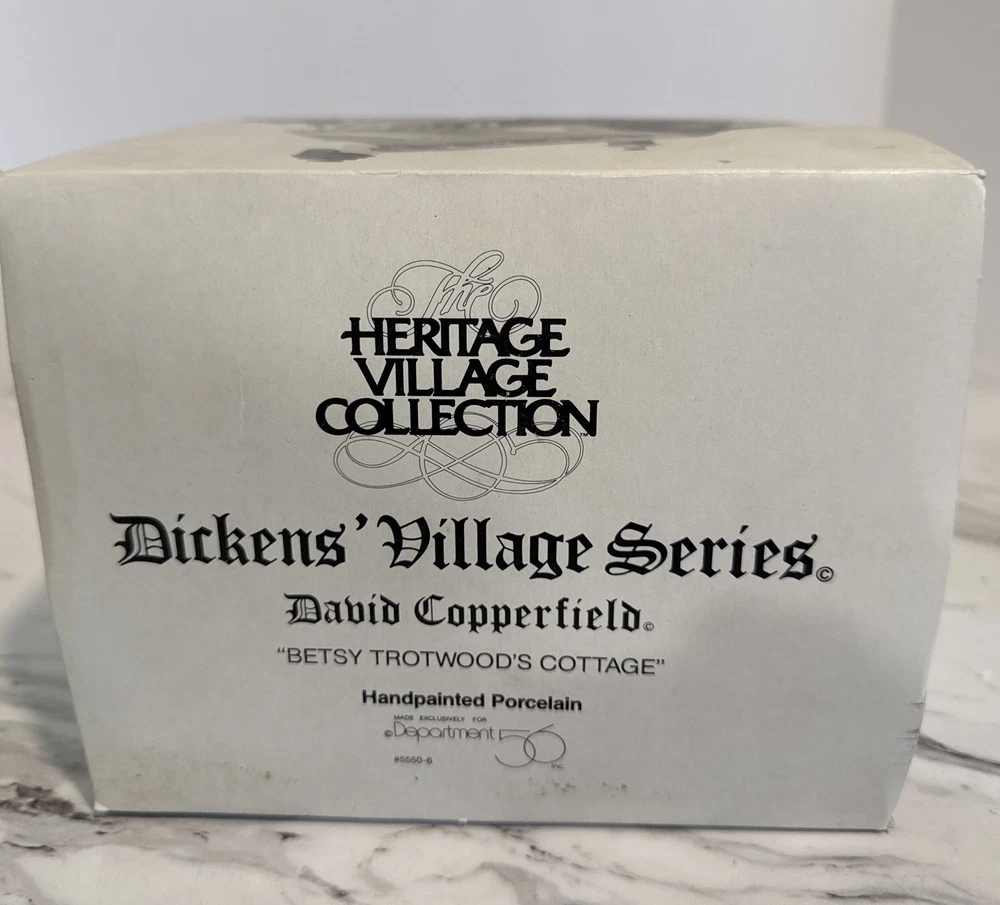 The
HERITAGE
VILLAGE
COLLECTION™
Dickens' Village Series©
David Copperfield©
"BETSY TROTWOOD'S COTTAGE"
Handpainted Porcelain
MADE EXCLUSIVELY FOR
©Department 56
#5550-6
INC.